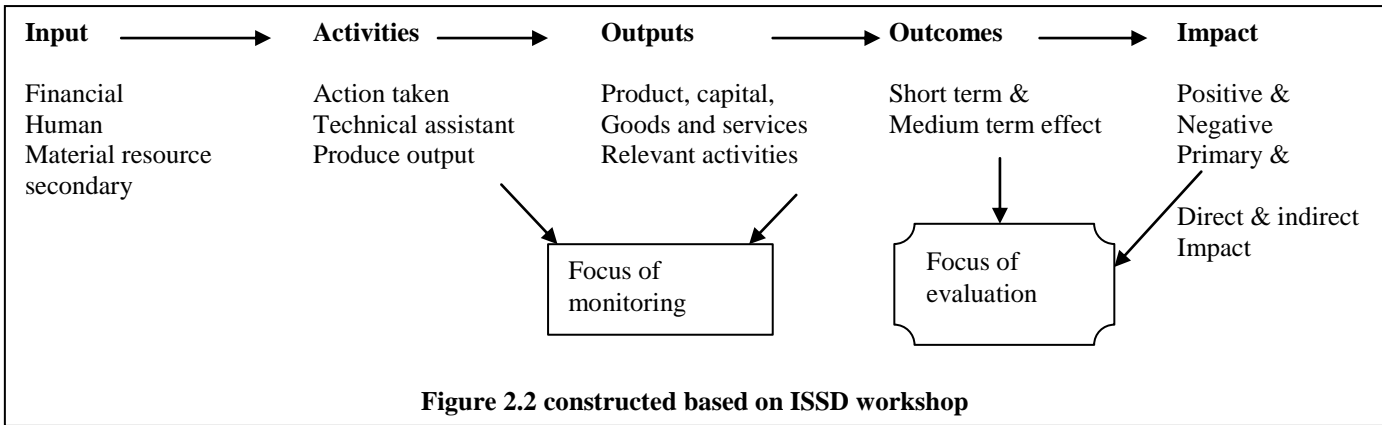 Input Activities Outputs Outcomes Impact
Financial
Human
Material resource
secondary
Action taken
Technical assistant
Produce output
Product, capital,
Goods and services
Relevant activities
Short term &
Medium term effect
Positive &
Negative
Primary &
Direct & indirect
Impact
Focus of
monitoring
Focus of
evaluation
Figure 2.2 constructed based on ISSD workshop